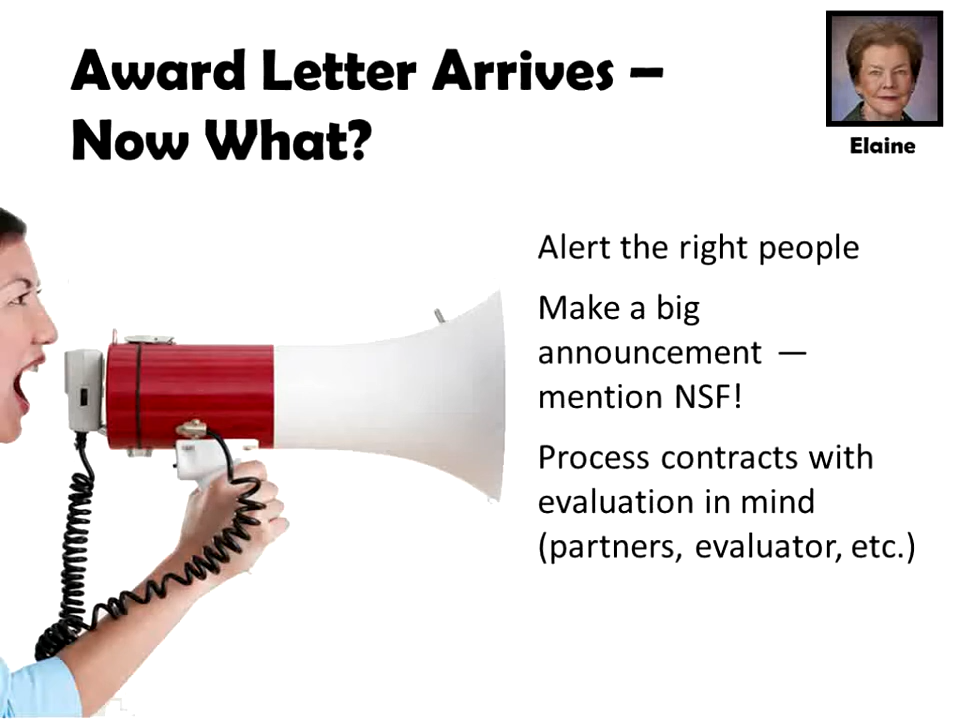 Award Letter Arrives –
Now What?
Elaine
Alert the right people
Make a big
announcement —
mention NSF!
Process contracts with
evaluation in mind
(partners, evaluator, etc.)